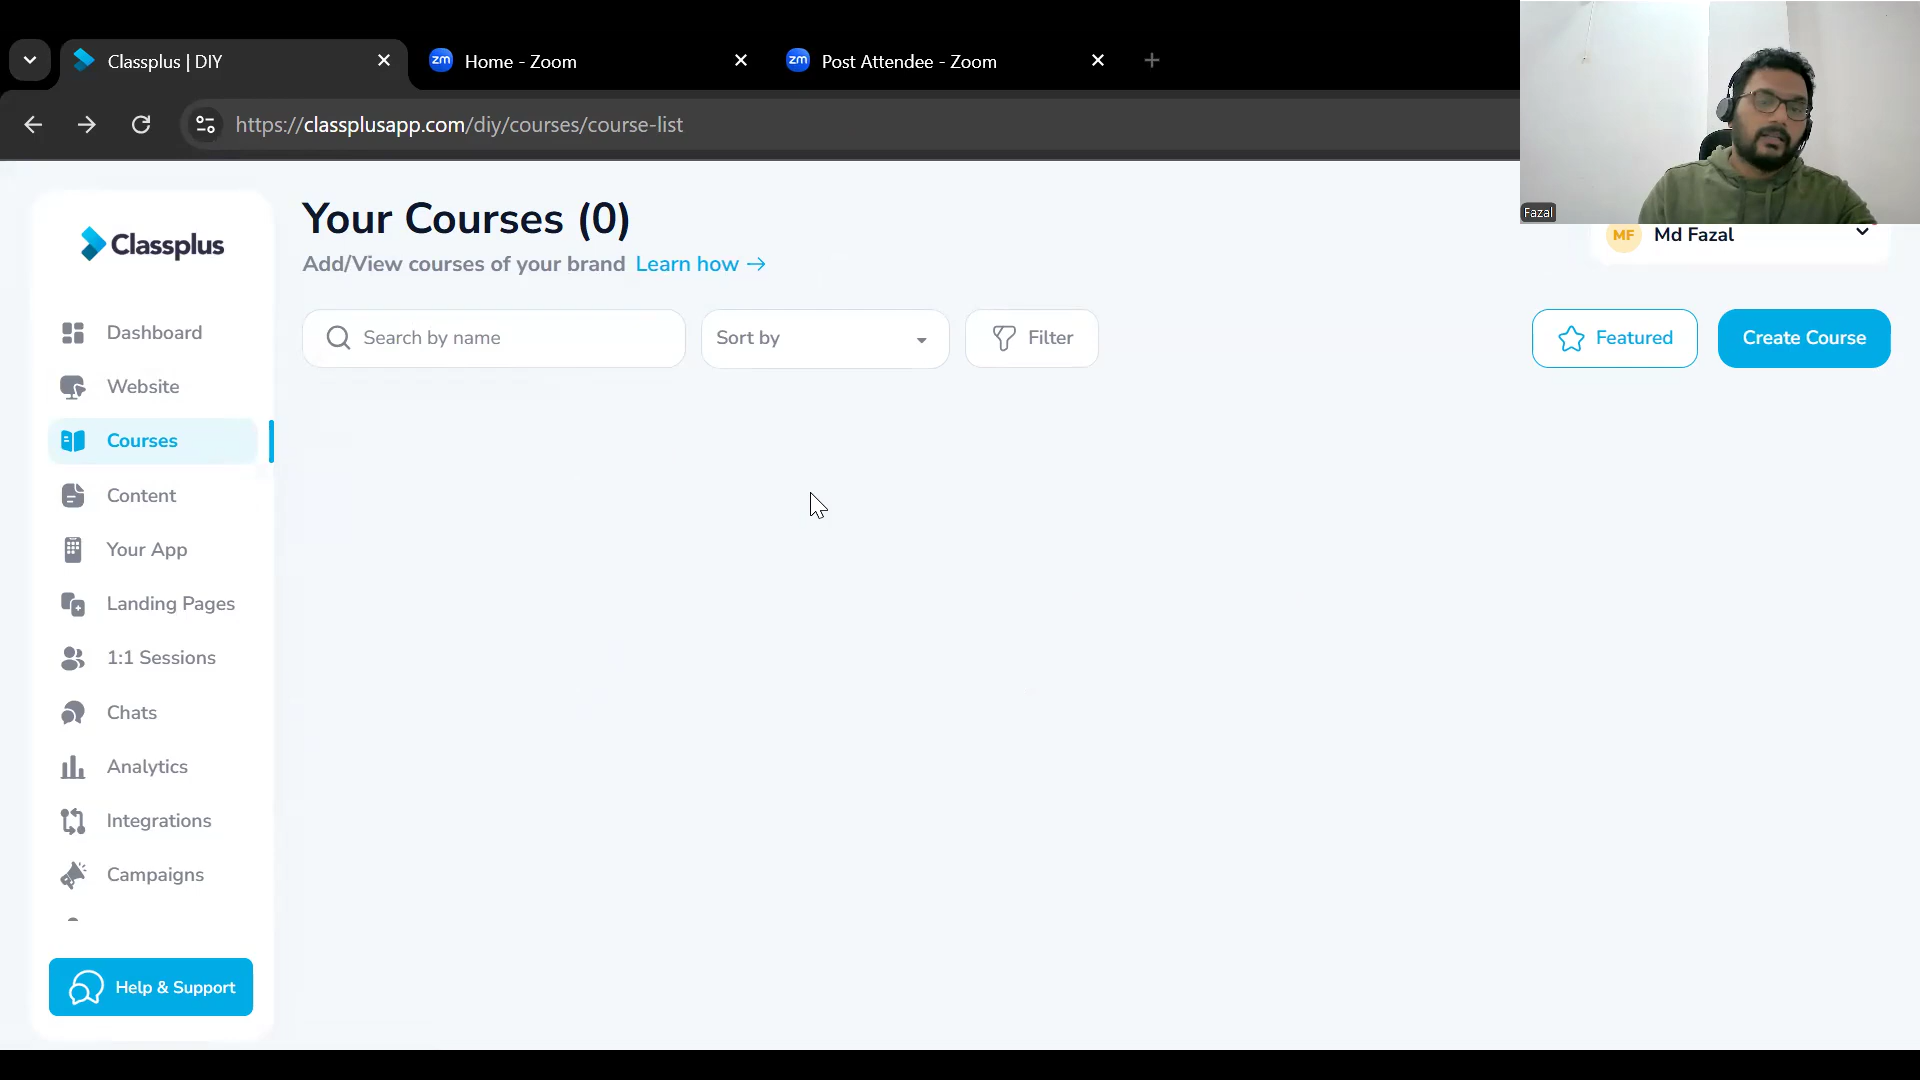 Classplus | DIY
zm
Home - Zoom
zm
Post Attendee - Zoom
https://classplusapp.com/diy/courses/course-list
Fazal
Classplus
Dashboard
Website
Courses
Content
Your App
Landing Pages
1:1 Sessions
Chats
Analytics
Integrations
Campaigns
Help & Support
Your Courses (0)
Add/View courses of your brand Learn how →
MF
Md Fazal
Search by name
Sort by
Filter
Featured
Create Course